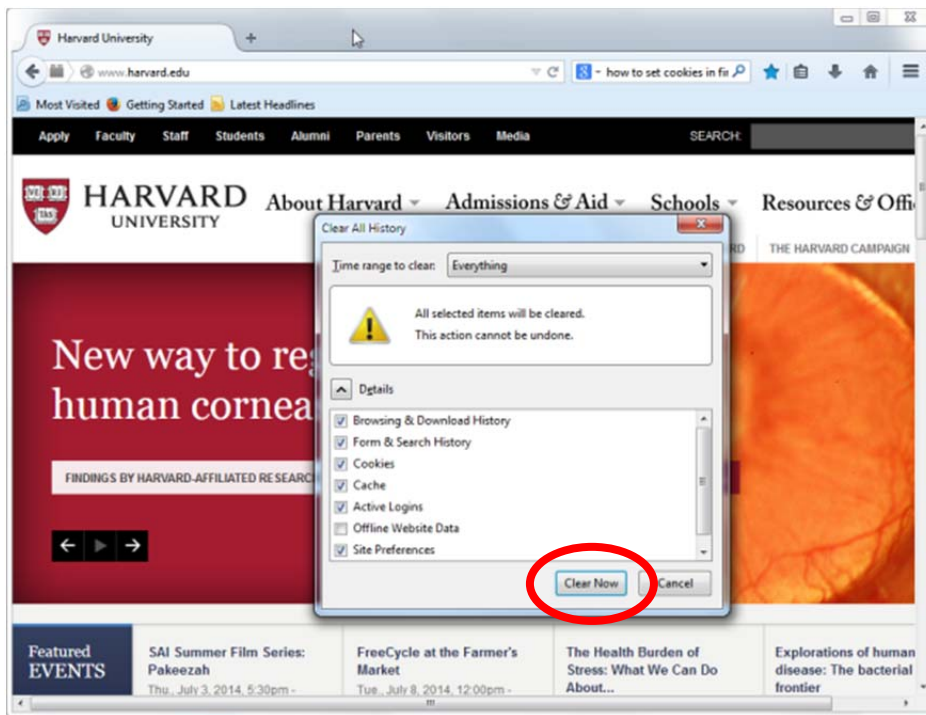 Harvard University
www.harvard.edu
8 - how to set cookies in fir
Most Visited Getting Started Latest Headlines
Apply Faculty Staff Students Alumni Parents Visitors Media SEARCH:
HARVARD
UNIVERSITY
About Harvard Admissions & Aid Schools Resources & Offi
THE HARVARD CAMPAIGN
Clear All History
Time range to clear: Everything
All selected items will be cleared.
This action cannot be undone.
Details
Browsing & Download History
Form & Search History
Cookies
Cache
Active Logins
Offline Website Data
Site Preferences
Clear Now Cancel
New way to re
human cornea
FINDINGS BY HARVARD-AFFILIATED RESEARC
Featured
EVENTS
SAI Summer Film Series:
Pakeezah
Thu., July 3, 2014, 5:30pm -
FreeCycle at the Farmer's
Market
Tue., July 8, 2014, 12:00pm -
The Health Burden of
Stress: What We Can Do
About...
Explorations of human
disease: The bacterial
frontier